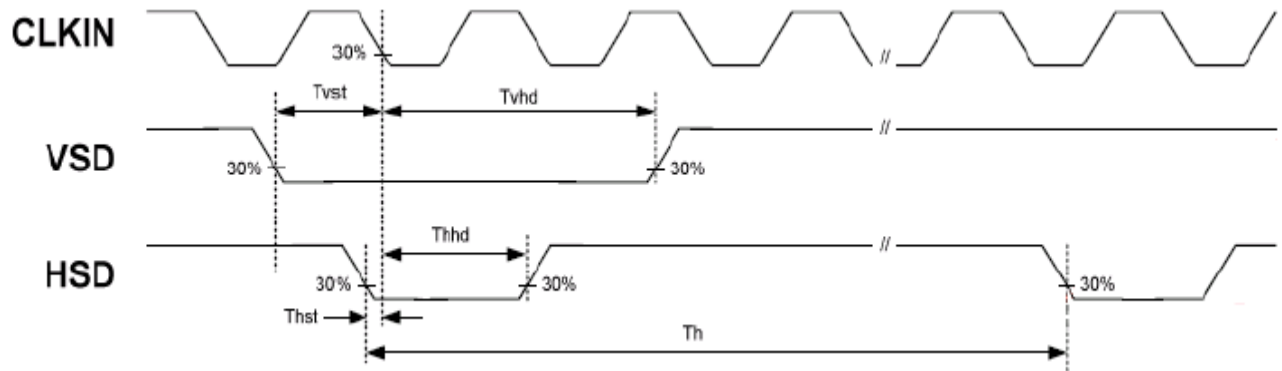 CLKIN
30%
//
Tvst
Tvhd
VSD
30%
30%
//
Thhd
HSD
30%
30%
//
30%
Thst
Th